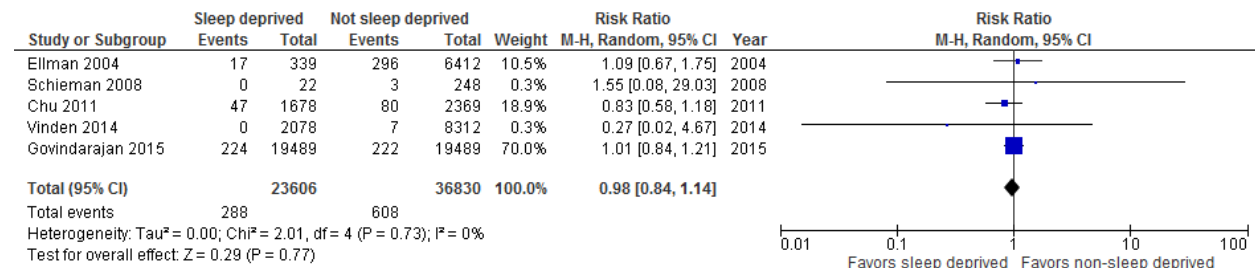 Sleep deprived Not sleep deprived Risk Ratio Risk Ratio
Study or Subgroup Events Total Events Total Weight M-H, Random, 95% CI Year M-H, Random, 95% CI
Ellman 2004 17 339 296 6412 10.5% 1.09 [0.67, 1.75] 2004
Schieman 2008 0 22 3 248 0.3% 1.55 [0.08, 29.03] 2008
Chu 2011 47 1678 80 2369 18.9% 0.83 [0.58, 1.18] 2011
Vinden 2014 0 2078 7 8312 0.3% 0.27 [0.02, 4.67] 2014
Govindarajan 2015 224 19489 222 19489 70.0% 1.01 [0.84, 1.21] 2015
Total (95% CI) 23606 36830 100.0% 0.98 [0.84, 1.14]
Total events 288 608
Heterogeneity: Tau² = 0.00; Chi² = 2.01, df = 4 (P = 0.73); I² = 0%
Test for overall effect: Z = 0.29 (P = 0.77)
0.01 0.1 1 10 100
Favors sleep deprived Favors non-sleep deprived